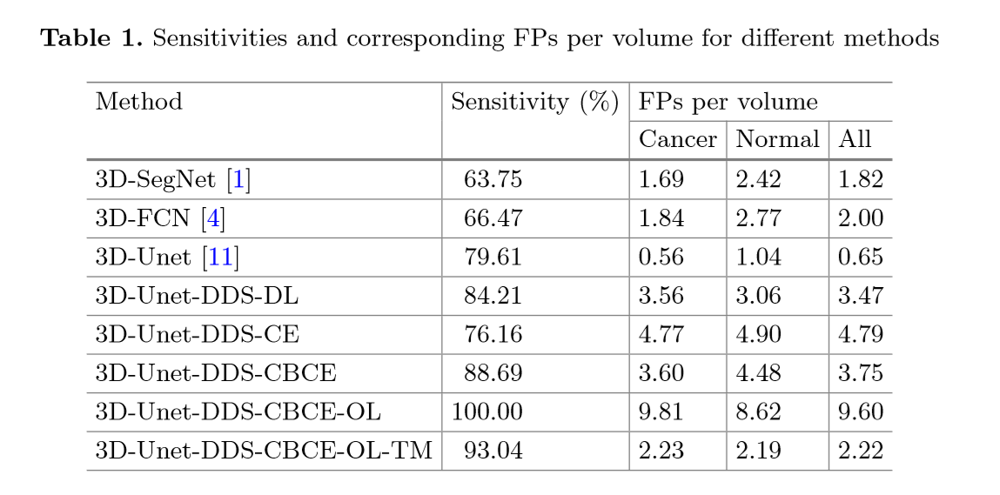 Table 1. Sensitivities and corresponding FPs per volume for different methods
Method Sensitivity (%) FPs per volume
Cancer Normal All
3D-SegNet [1] 63.75 1.69 2.42 1.82
3D-FCN [4] 66.47 1.84 2.77 2.00
3D-Unet [11] 79.61 0.56 1.04 0.65
3D-Unet-DDS-DL 84.21 3.56 3.06 3.47
3D-Unet-DDS-CE 76.16 4.77 4.90 4.79
3D-Unet-DDS-CBCE 88.69 3.60 4.48 3.75
3D-Unet-DDS-CBCE-OL 100.00 9.81 8.62 9.60
3D-Unet-DDS-CBCE-OL-TM 93.04 2.23 2.19 2.22